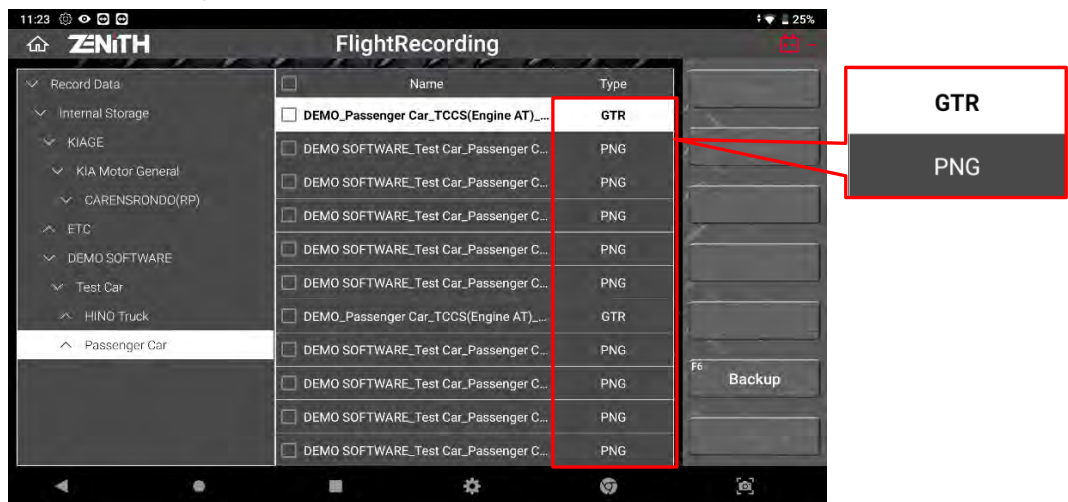 11:23 25%
ZENITH FlightRecording
Record Data
Internal Storage
KIAGE
KIA Motor General
CARENSRONDO(RP)
ETC
DEMO SOFTWARE
Test Car
HINO Truck
Passenger Car
Name Type
DEMO_Passenger Car_TCCS(Engine AT)_... GTR
DEMO SOFTWARE_Test Car_Passenger C... PNG
DEMO SOFTWARE_Test Car_Passenger C... PNG
DEMO SOFTWARE_Test Car_Passenger C... PNG
DEMO SOFTWARE_Test Car_Passenger C... PNG
DEMO SOFTWARE_Test Car_Passenger C... PNG
DEMO_Passenger Car_TCCS(Engine AT)_... GTR
DEMO SOFTWARE_Test Car_Passenger C... PNG
DEMO SOFTWARE_Test Car_Passenger C... PNG
DEMO SOFTWARE_Test Car_Passenger C... PNG
DEMO SOFTWARE_Test Car_Passenger C... PNG
F6
Backup
GTR
PNG